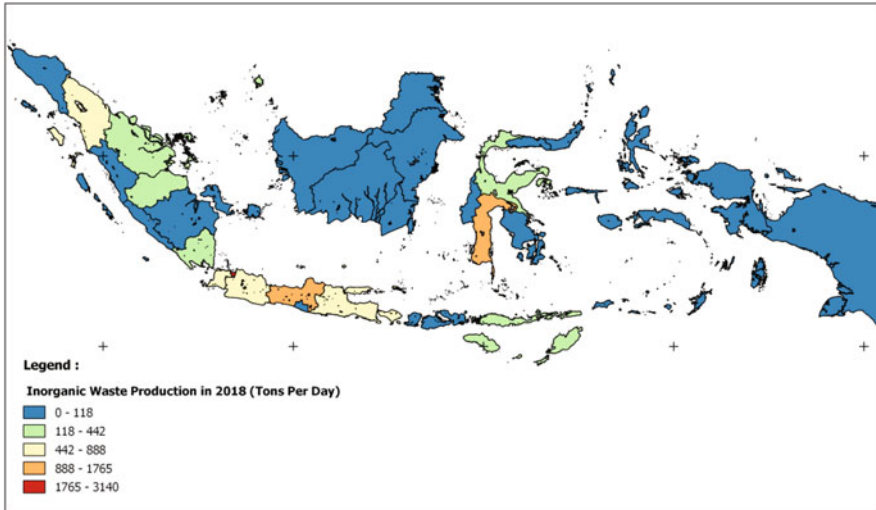 Legend :
Inorganic Waste Production in 2018 (Tons Per Day)
0 - 118
118 - 442
442 - 888
888 - 1765
1765 - 3140